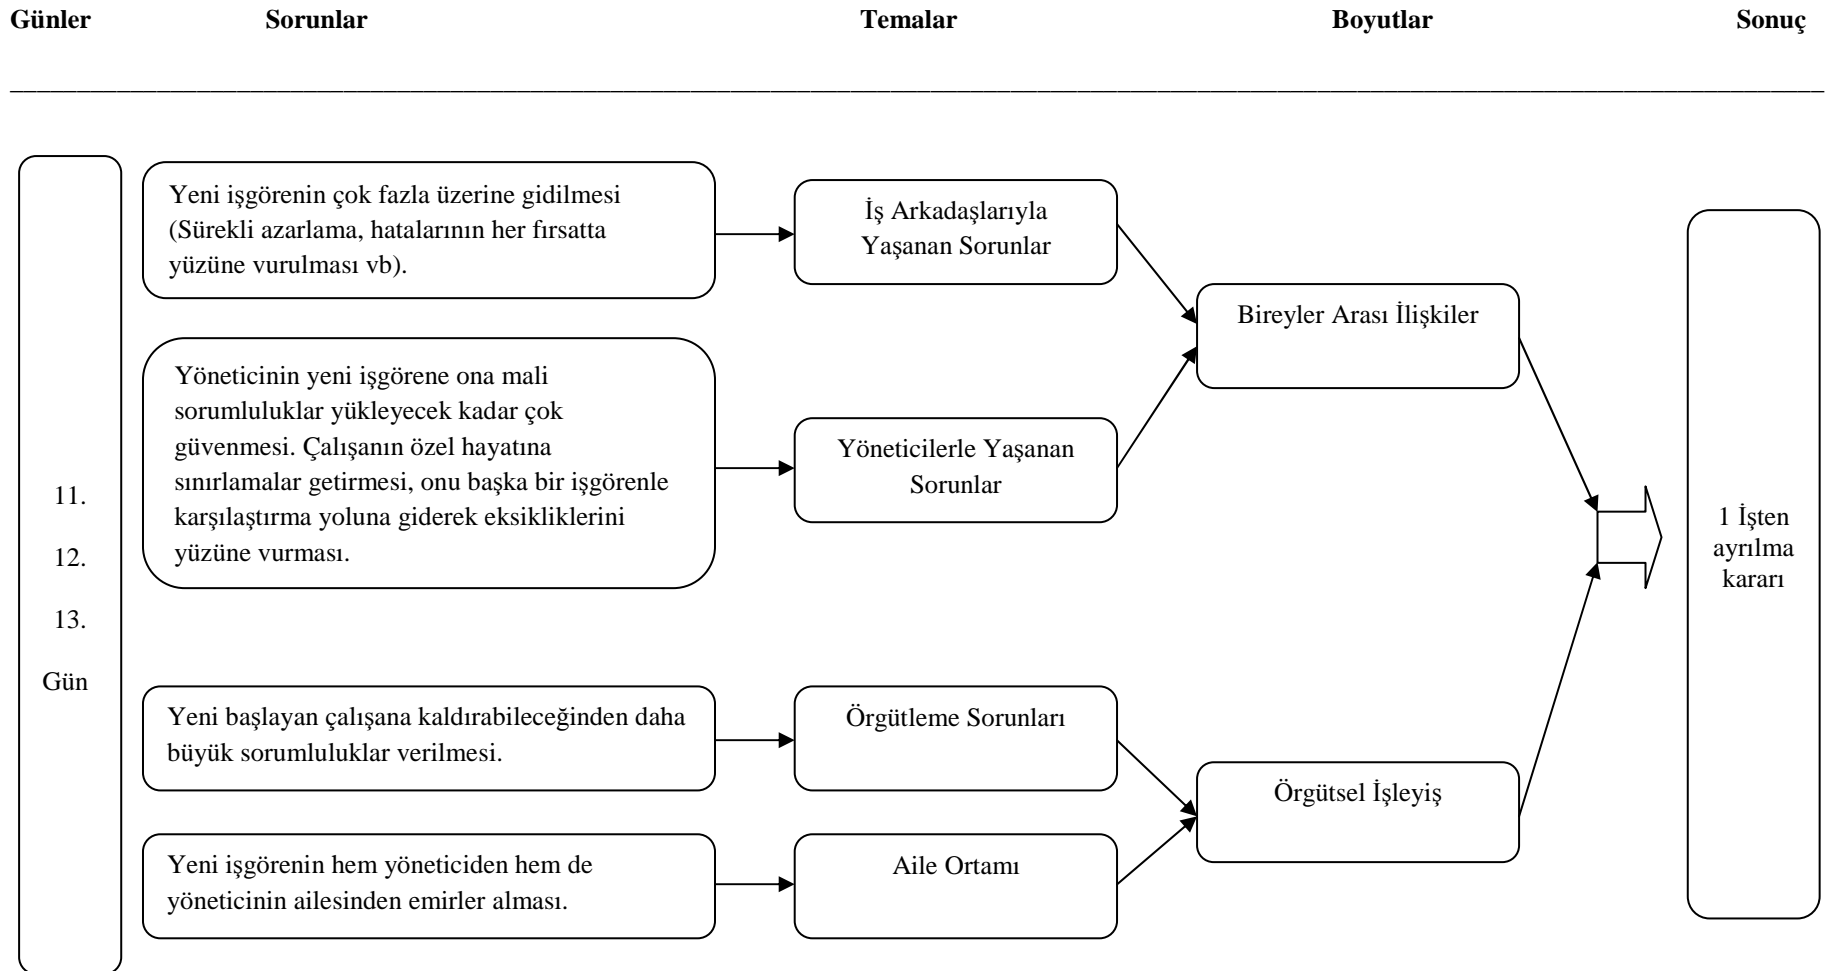 Günler Sorunlar Temalar Boyutlar Sonuç
11.
12.
13.
Gün
Yeni işgörenin çok fazla üzerine gidilmesi
(Sürekli azarlama, hatalarının her fırsatta
yüzüne vurulması vb).
Yöneticinin yeni işgörene ona mali
sorumluluklar yükleyecek kadar çok
güvenmesi. Çalışanın özel hayatına
sınırlamalar getirmesi, onu başka bir işgörenle
karşılaştırma yoluna giderek eksikliklerini
yüzüne vurması.
Yeni başlayan çalışana kaldırabileceğinden daha
büyük sorumluluklar verilmesi.
Yeni işgörenin hem yöneticiden hem de
yöneticinin ailesinden emirler alması.
İş Arkadaşlarıyla
Yaşanan Sorunlar
Yöneticilerle Yaşanan
Sorunlar
Örgütleme Sorunları
Aile Ortamı
Bireyler Arası İlişkiler
Örgütsel İşleyiş
1 İşten
ayrılma
kararı